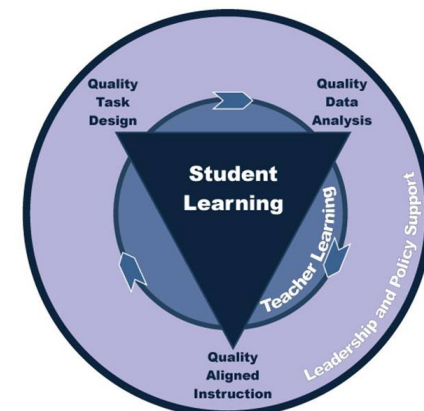 Quality
Task
Design
Quality
Data
Analysis
Student
Learning
Teacher Learning
Leadership and Policy Support
Quality
Aligned
Instruction